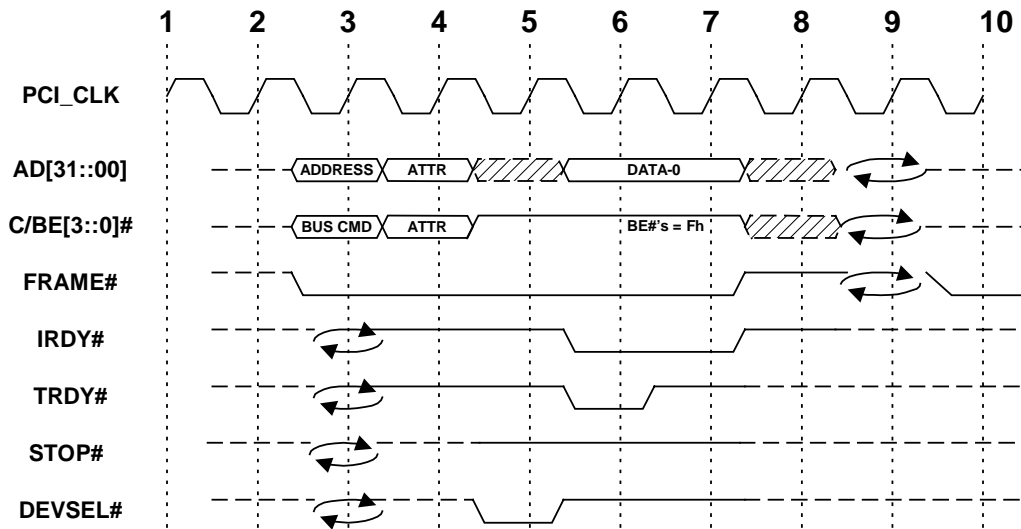 1 2 3 4 5 6 7 8 9 10
PCI_CLK
AD[31::00] ADDRESS ATTR DATA-0
C/BE[3::0]# BUS CMD ATTR BE#'s = Fh
FRAME#
IRDY#
TRDY#
STOP#
DEVSEL#